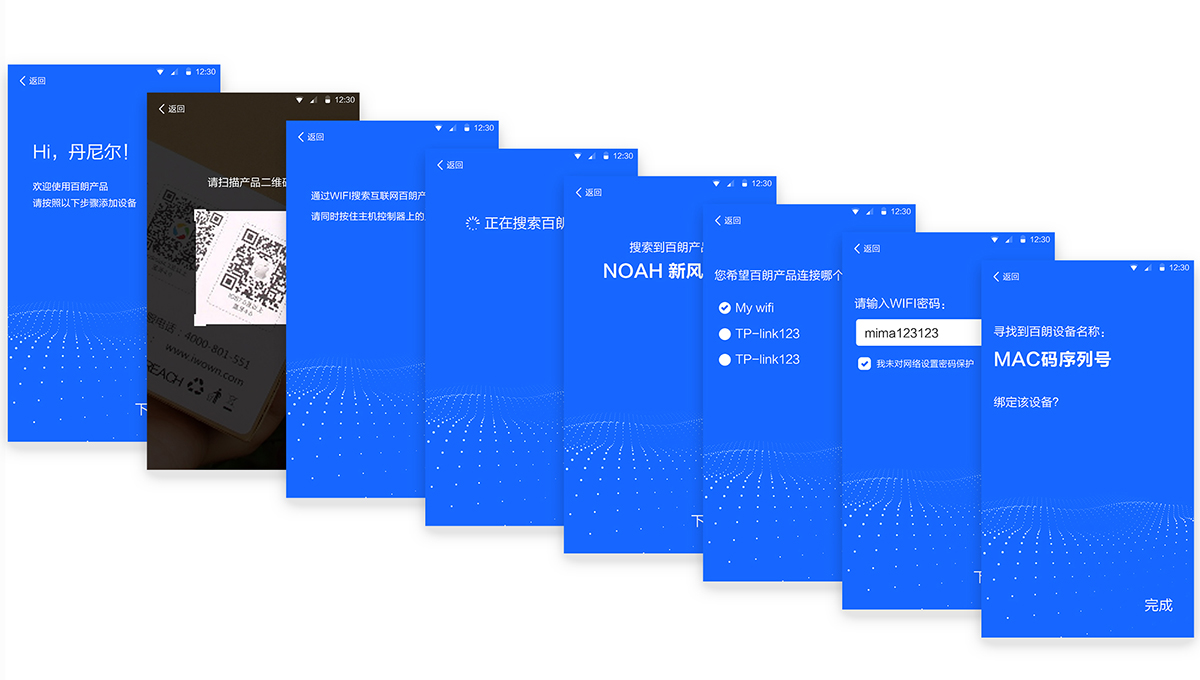 12:30
返回
Hi，丹尼尔！
欢迎使用百朗产品
请按照以下步骤添加设备
下
12:30
返回
请扫描产品二维码
4000-801-551
www.iwown.com
REACH
12:30
返回
通过WIFI搜索互联网百朗产
请同时按住主机控制器上的
12:30
返回
正在搜索百朗
12:30
返回
搜索到百朗产品
NOAH 新风
下
12:30
返回
您希望百朗产品连接哪个
My wifi
TP-link123
TP-link123
12:30
返回
请输入WIFI密码：
mima123123
我未对网络设置密码保护
下
12:30
返回
寻找到百朗设备名称：
MAC码序列号
绑定该设备?
完成